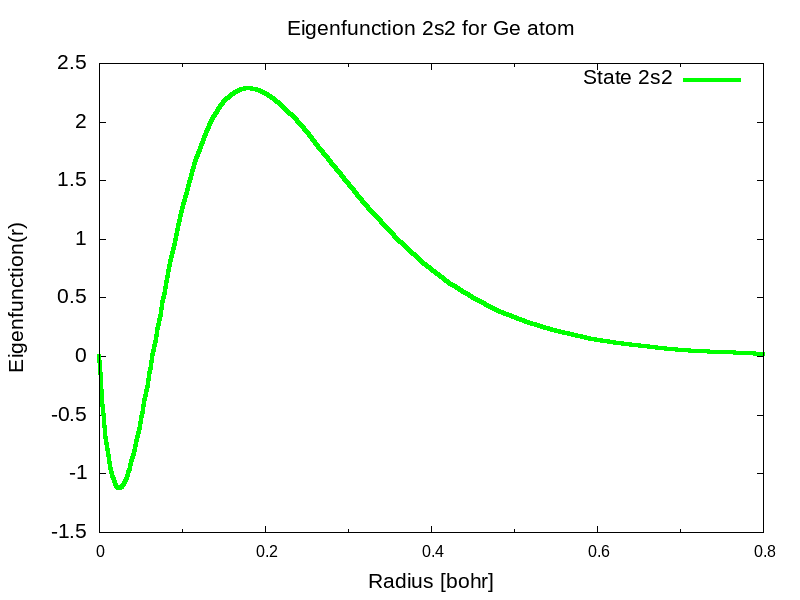 Eigenfunction 2s2 for Ge atom
State 2s2
2.5
2
1.5
1
0.5
0
-0.5
-1
-1.5
Eigenfunction(r)
0 0.2 0.4 0.6 0.8
Radius [bohr]